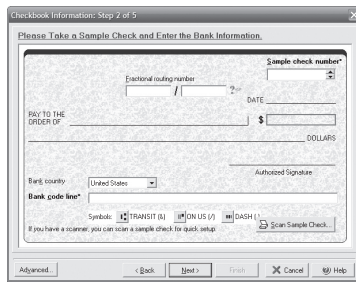 Checkbook Information: Step 2 of 5
Please Take a Sample Check and Enter the Bank Information.
Sample check number*
Fractional routing number
/ ?
DATE
PAY TO THE
ORDER OF $
DOLLARS
Authorized Signature
Bank country United States
Bank code line*
Symbols: TRANSIT (&) ON US (/) DASH (
If you have a scanner, you can scan a sample check for quick setup. Scan Sample Check...
Advanced... < Back Next > Finish Cancel Help